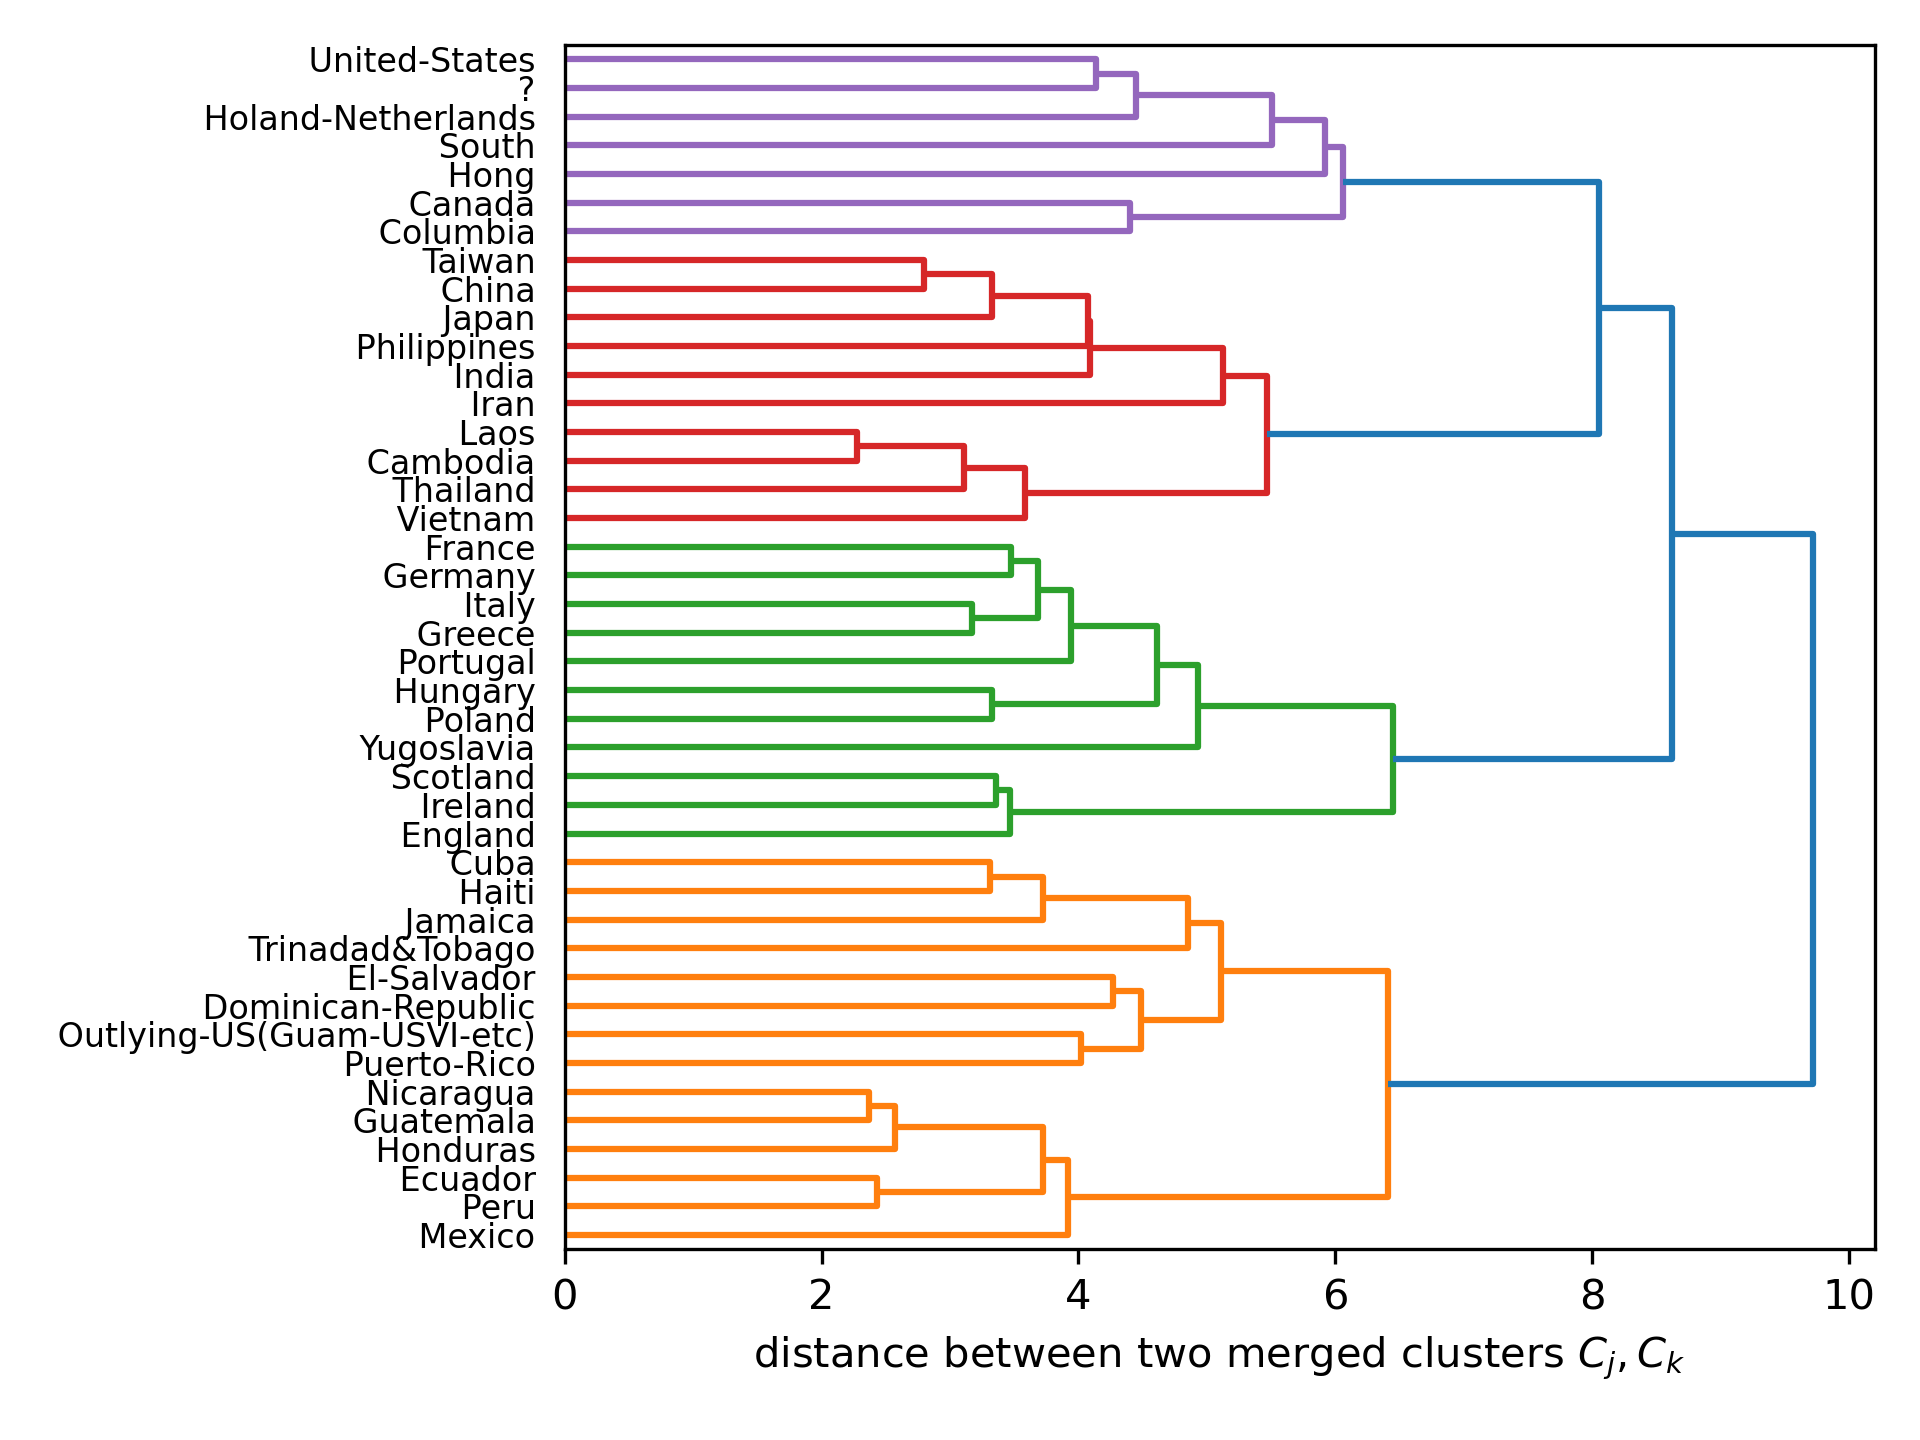 United-States
?
Holand-Netherlands
South
Hong
Canada
Columbia
Taiwan
China
Japan
Philippines
India
Iran
Laos
Cambodia
Thailand
Vietnam
France
Germany
Italy
Greece
Portugal
Hungary
Poland
Yugoslavia
Scotland
Ireland
England
Cuba
Haiti
Jamaica
Trinadad&Tobago
El-Salvador
Dominican-Republic
Outlying-US(Guam-USVI-etc)
Puerto-Rico
Nicaragua
Guatemala
Honduras
Ecuador
Peru
Mexico
0 2 4 6 8 10
distance between two merged clusters C_j, C_k